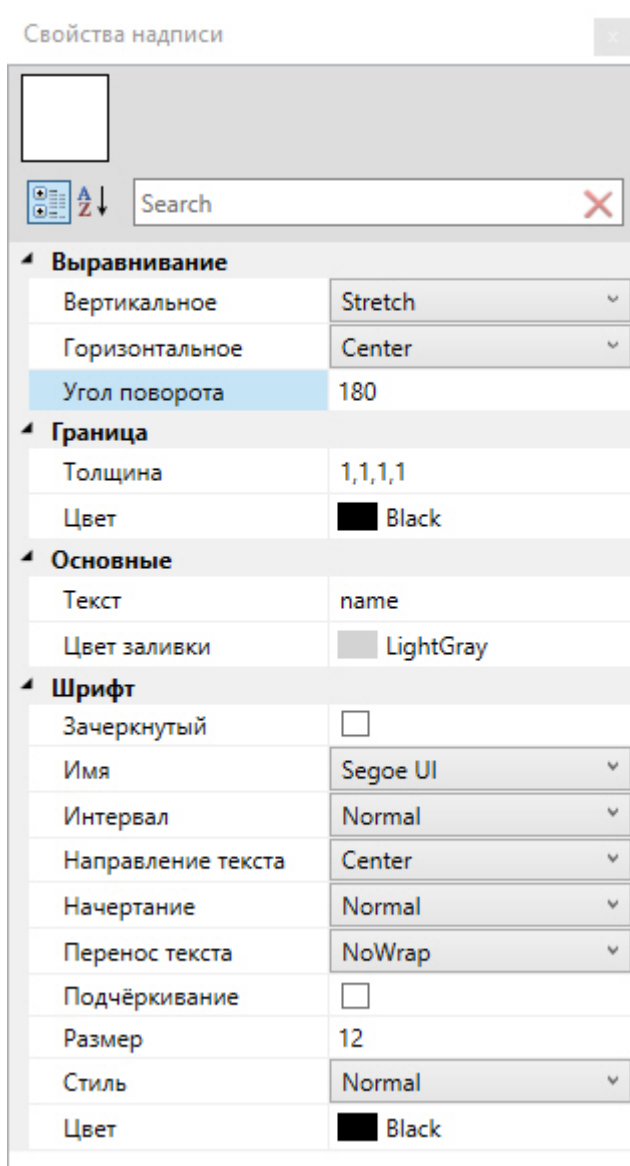 Свойства надписи
x
Search
Выравнивание
Вертикальное Stretch
Горизонтальное Center
Угол поворота 180
Граница
Толщина 1,1,1,1
Цвет Black
Основные
Текст name
Цвет заливки LightGray
Шрифт
Зачеркнутый
Имя Segoe UI
Интервал Normal
Направление текста Center
Начертание Normal
Перенос текста NoWrap
Подчёркивание
Размер 12
Стиль Normal
Цвет Black